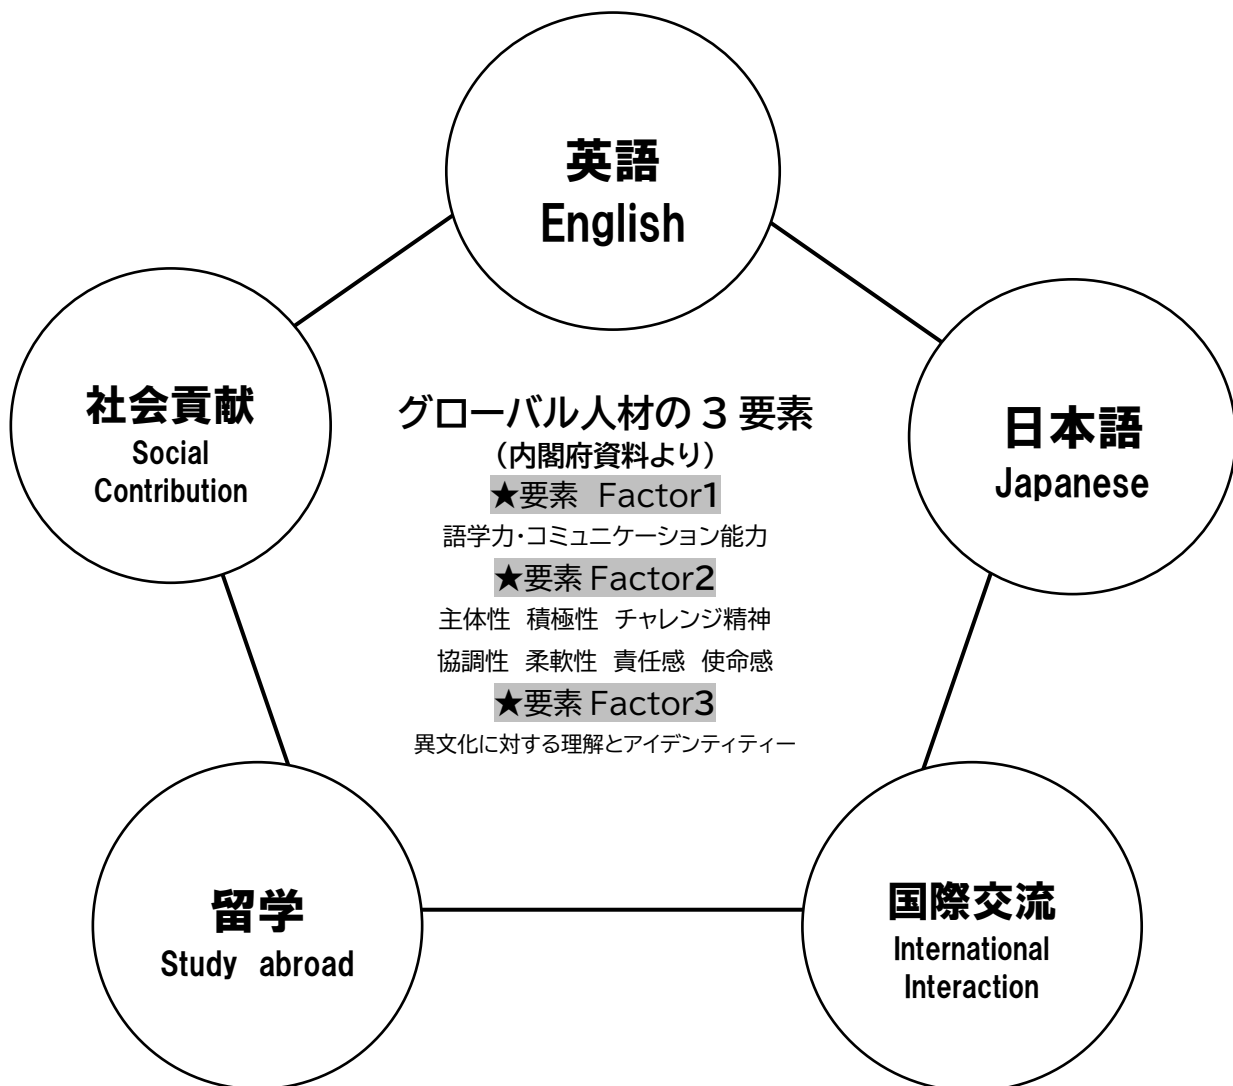 英語
English
社会貢献
Social
Contribution
日本語
Japanese
グローバル人材の3要素
(内閣府資料より)
★要素 Factor1
語学力・コミュニケーション能力
★要素 Factor2
主体性 積極性 チャレンジ精神
協調性 柔軟性 責任感 使命感
★要素 Factor3
異文化に対する理解とアイデンティティー
留学
Study abroad
国際交流
International
Interaction